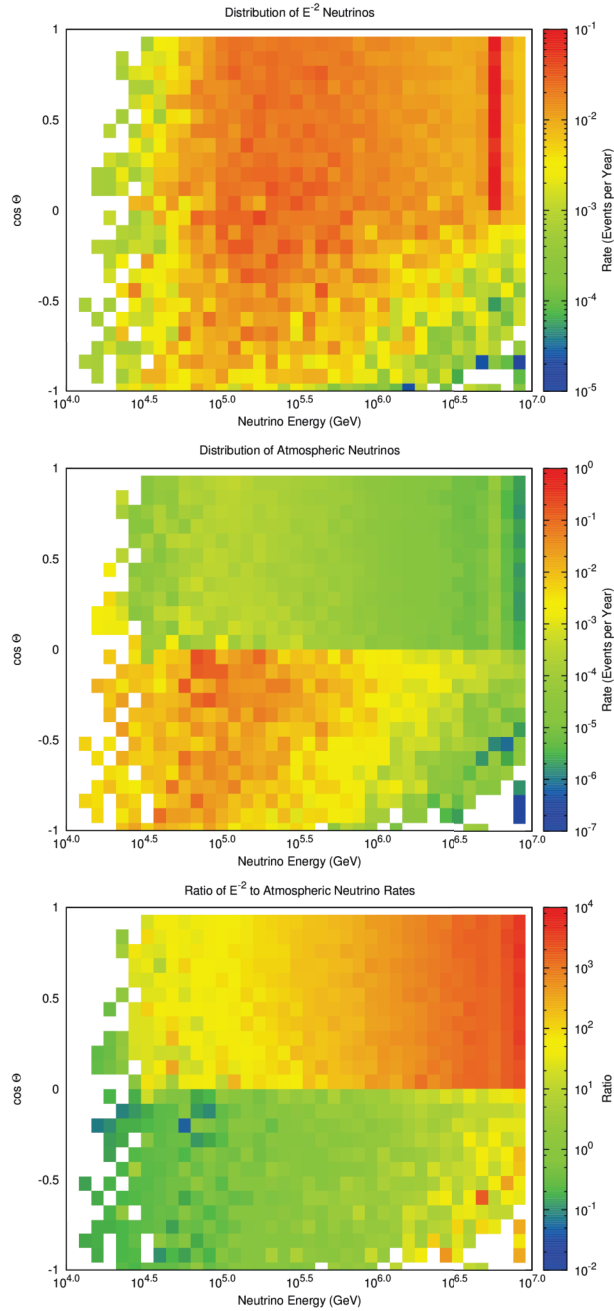 Distribution of E-2 Neutrinos
1
0.5
0
-0.5
-1
cos Θ
10^4.0 10^4.5 10^5.0 10^5.5 10^6.0 10^6.5 10^7.0
Neutrino Energy (GeV)
10^-1
10^-2
10^-3
10^-4
10^-5
Rate (Events per Year)
Distribution of Atmospheric Neutrinos
1
0.5
0
-0.5
-1
cos Θ
10^4.0 10^4.5 10^5.0 10^5.5 10^6.0 10^6.5 10^7.0
Neutrino Energy (GeV)
10^0
10^-1
10^-2
10^-3
10^-4
10^-5
10^-6
10^-7
Rate (Events per Year)
Ratio of E-2 to Atmospheric Neutrino Rates
1
0.5
0
-0.5
-1
cos Θ
10^4.0 10^4.5 10^5.0 10^5.5 10^6.0 10^6.5 10^7.0
Neutrino Energy (GeV)
10^4
10^3
10^2
10^1
10^0
10^-1
10^-2
Ratio